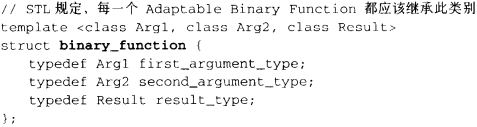 // STL 规定，每一个 Adaptable Binary Function 都应该继承此类别
template <class Arg1, class Arg2, class Result>
struct binary_function {
typedef Arg1 first_argument_type;
typedef Arg2 second_argument_type;
typedef Result result_type;
};